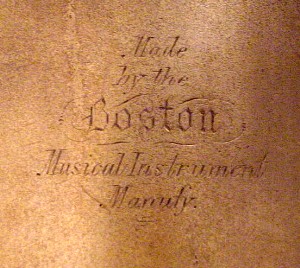 Made
by the
Boston
Musical Instrument
Manufy.